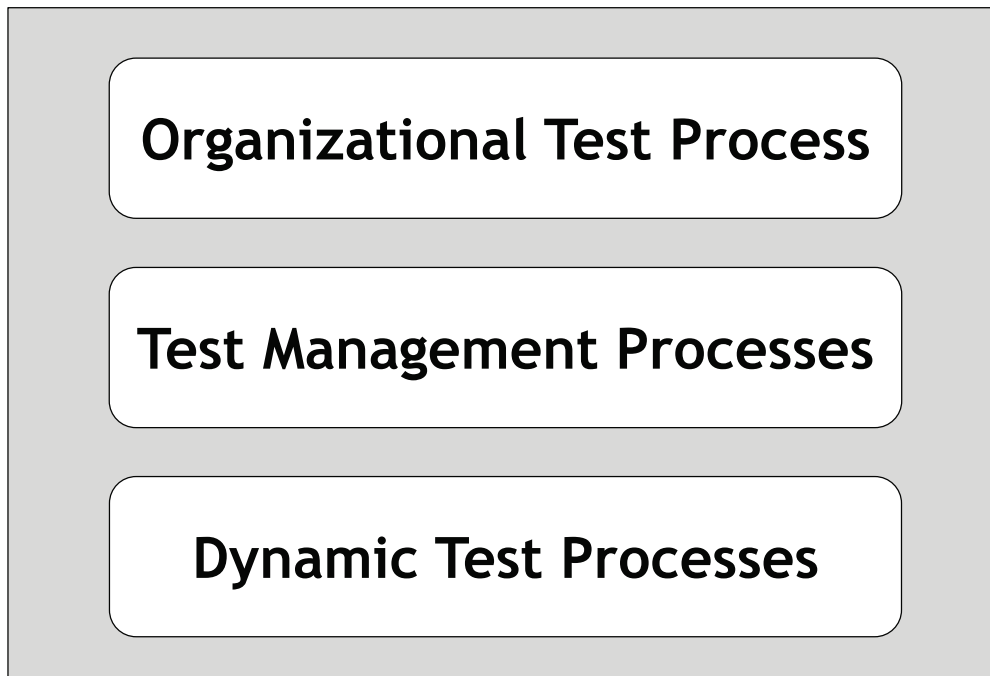 Organizational Test Process
Test Management Processes
Dynamic Test Processes